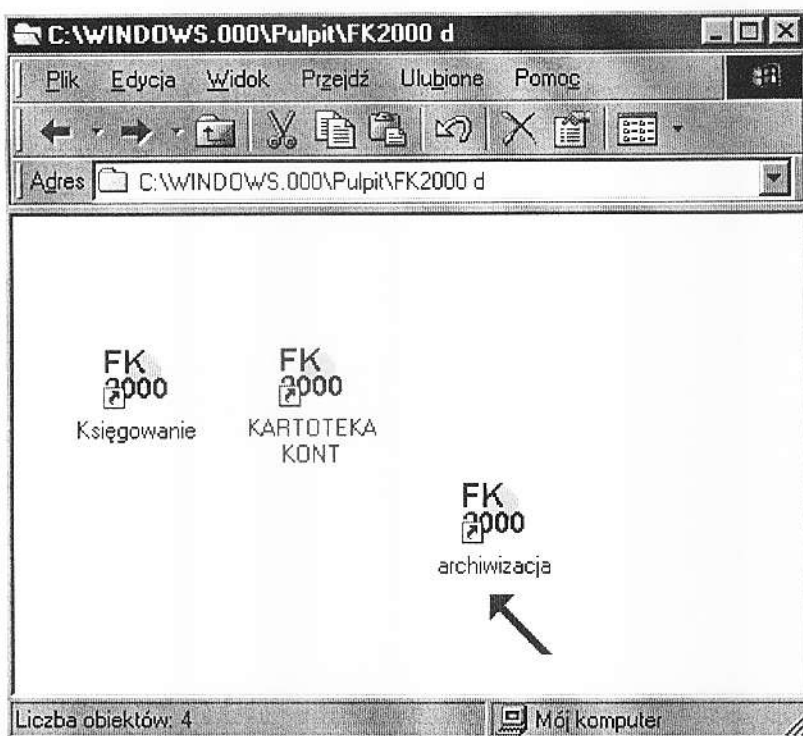 C:\WINDOWS.000\Pulpit\FK2000 d
Plik Edycja Widok Przejdź Ulubione Pomoc
Adres C:\WINDOWS.000\Pulpit\FK2000 d
FK
2000
Księgowanie
FK
2000
KARTOTEKA
KONT
FK
2000
archiwizacja
Liczba obiektów: 4 Mój komputer